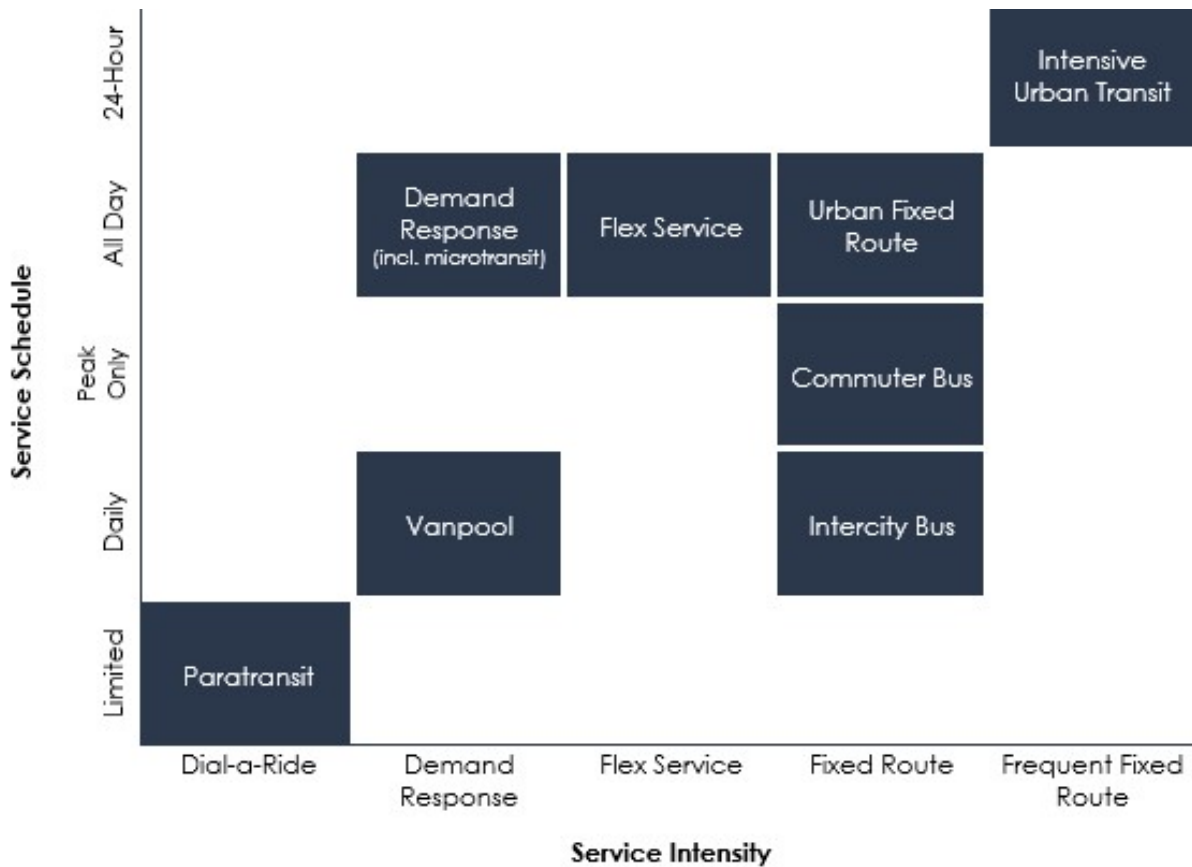 Service Schedule
24-Hour
All Day
Peak
Only
Daily
Limited
Intensive
Urban Transit
Demand
Response
(incl. microtransit)
Flex Service
Urban Fixed
Route
Commuter Bus
Vanpool
Intercity Bus
Paratransit
Dial-a-Ride
Demand
Response
Flex Service
Fixed Route
Frequent Fixed
Route
Service Intensity